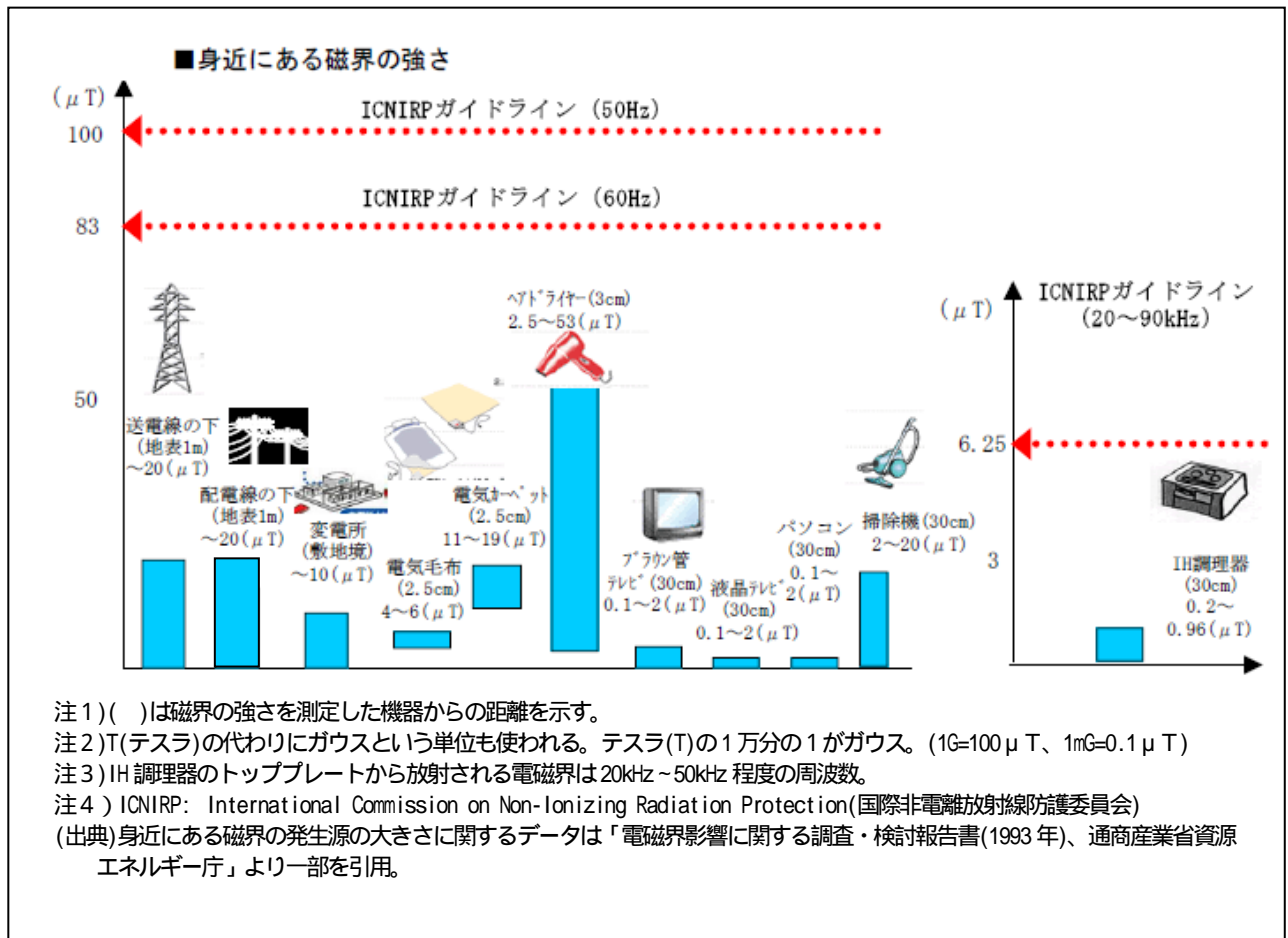 ■身近にある磁界の強さ
(μT)
ICNIRPガイドライン (50Hz)
100
ICNIRPガイドライン (60Hz)
83
50
送電線の下
(地表1m)
~20(μT)
配電線の下
(地表1m)
~20(μT)
変電所
(敷地境)
~10(μT)
電気毛布
(2.5cm)
4~6(μT)
電気カーペット
(2.5cm)
11~19(μT)
ヘアドライヤー(3cm)
2.5~53(μT)
ブラウン管
テレビ(30cm)
0.1~2(μT)
液晶テレビ
(30cm)
0.1~2(μT)
パソコン
(30cm)
0.1~
2(μT)
掃除機(30cm)
2~20(μT)
(μT)
ICNIRPガイドライン
(20~90kHz)
6.25
3
IH調理器
(30cm)
0.2~
0.96(μT)
注1)( )は磁界の強さを測定した機器からの距離を示す。
注2)T(テスラ)の代わりにガウスという単位も使われる。テスラ(T)の1万分の1がガウス。(1G=100μT、1mG=0.1μT)
注3)IH調理器のトッププレートから放射される電磁界は20kHz~50kHz程度の周波数。
注4)ICNIRP: International Commission on Non-Ionizing Radiation Protection(国際非電離放射線防護委員会)
(出典)身近にある磁界の発生源の大きさに関するデータは「電磁界影響に関する調査・検討報告書(1993年)、通商産業省資源
エネルギー庁」より一部を引用。